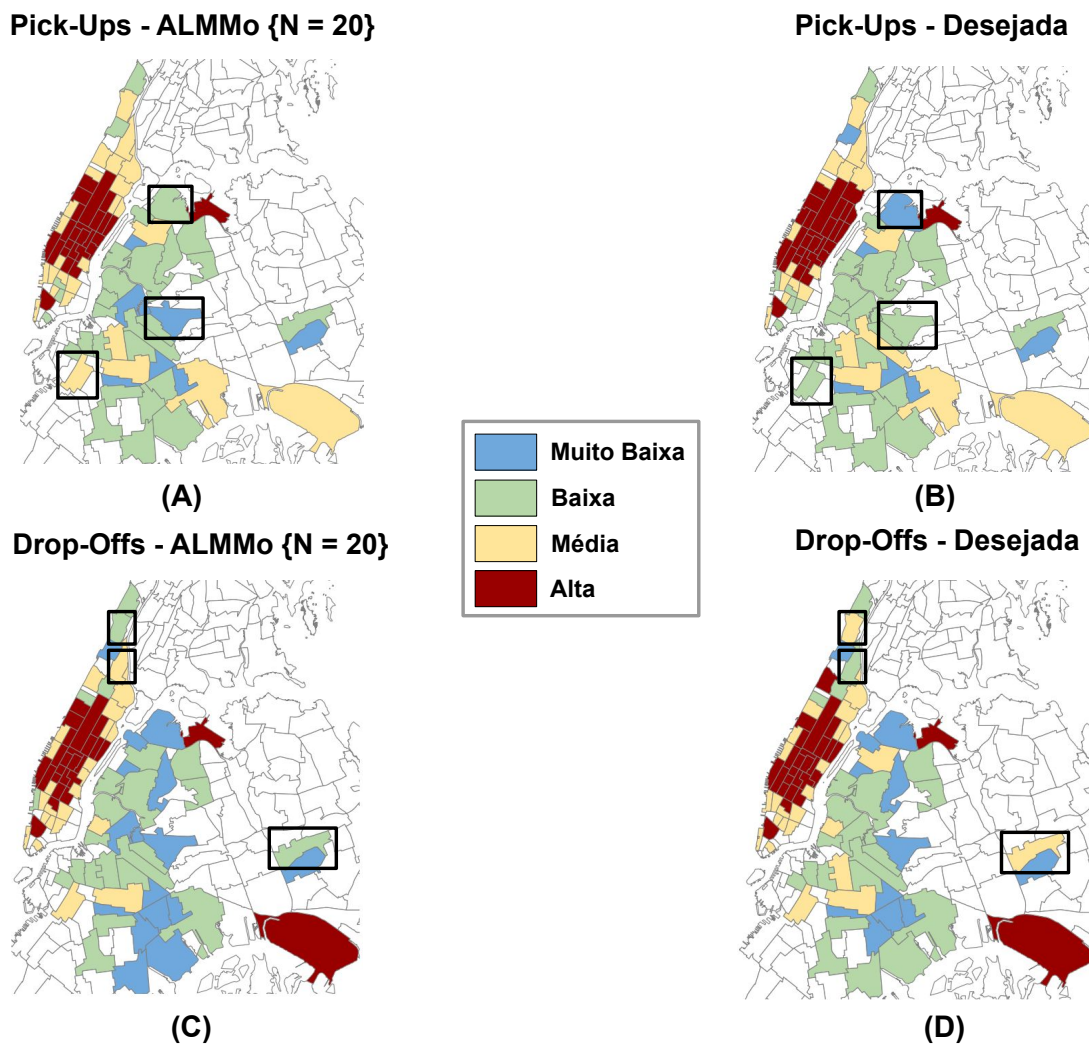 Pick-Ups - ALMMo {N = 20}
Pick-Ups - Desejada
(A)
(B)
Muito Baixa
Baixa
Média
Alta
Drop-Offs - ALMMo {N = 20}
Drop-Offs - Desejada
(C)
(D)